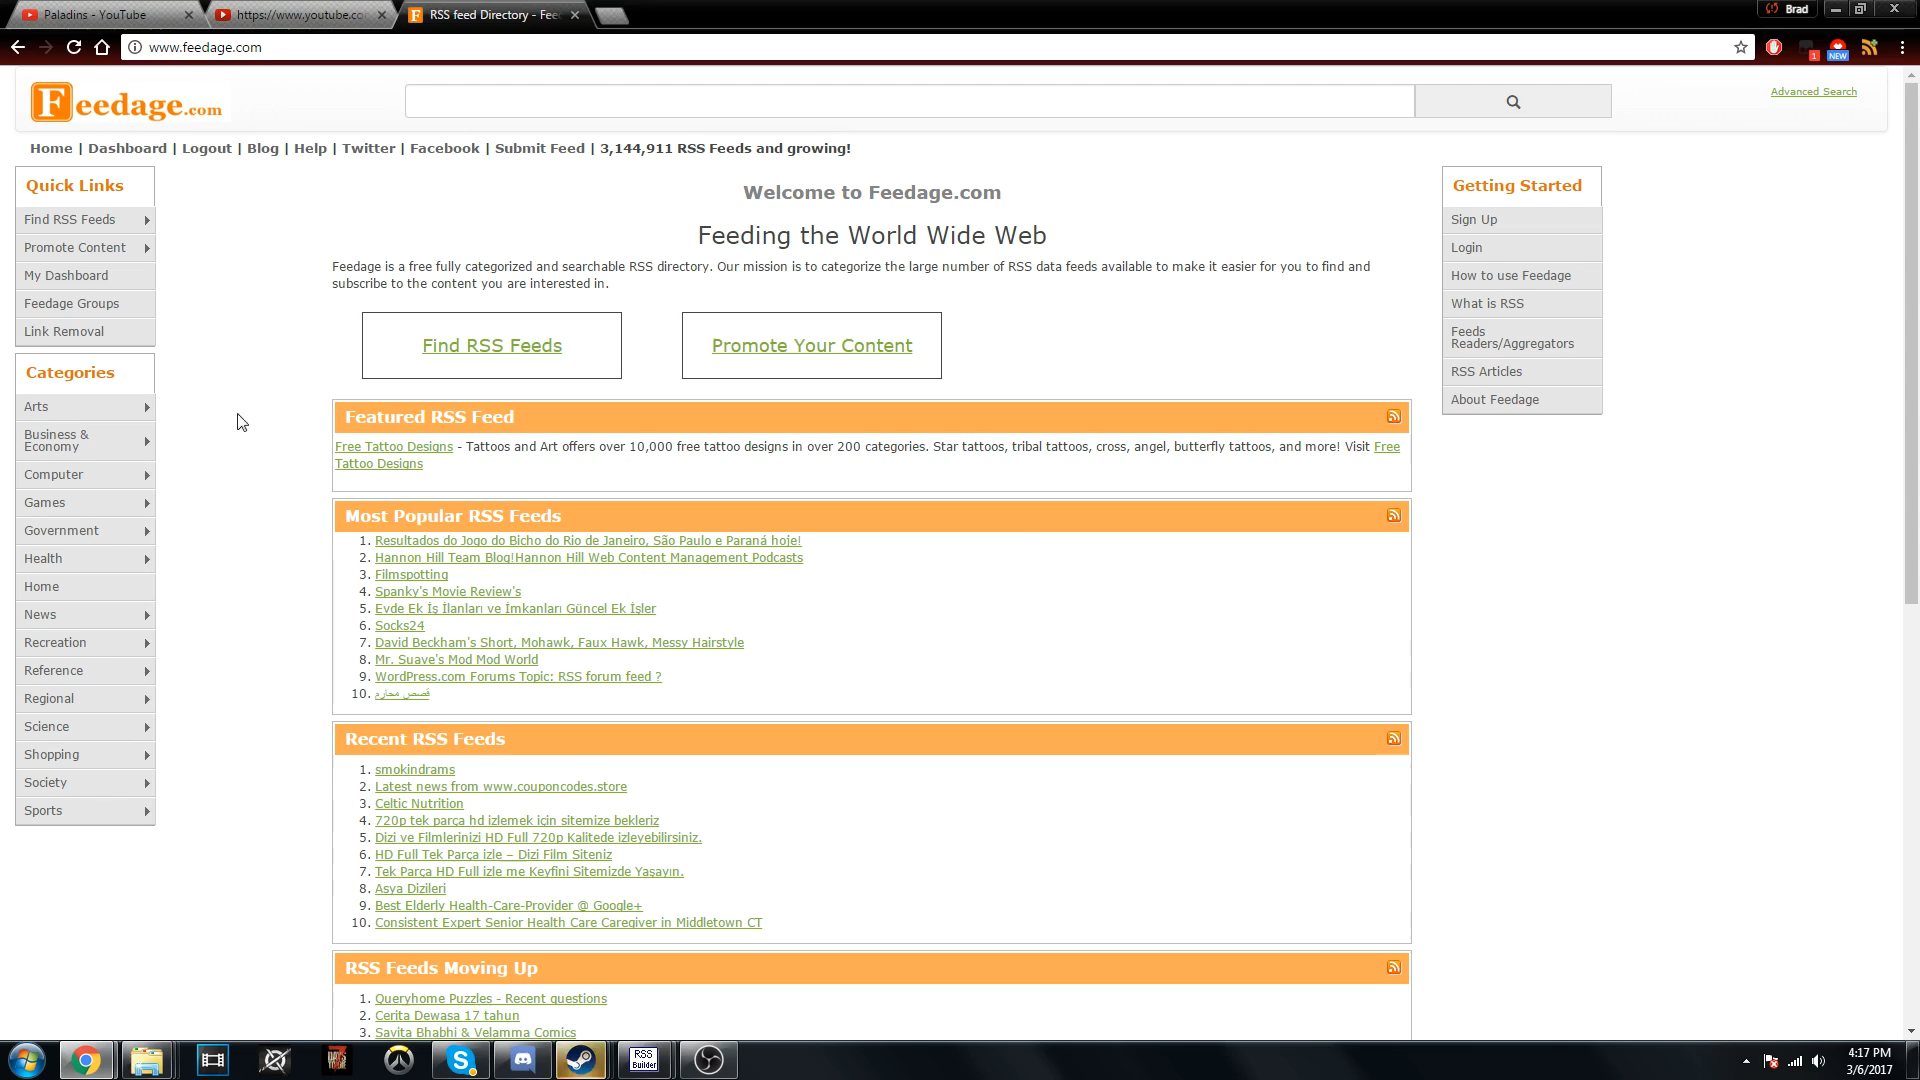 Paladins - YouTube
https://www.youtube.co
RSS feed Directory - Fee
Brad
www.feedage.com
1
NEW
Feedage.com
Advanced Search
Home | Dashboard | Logout | Blog | Help | Twitter | Facebook | Submit Feed | 3,144,911 RSS Feeds and growing!
Quick Links
Find RSS Feeds
Promote Content
My Dashboard
Feedage Groups
Link Removal
Categories
Arts
Business &
Economy
Computer
Games
Government
Health
Home
News
Recreation
Reference
Regional
Science
Shopping
Society
Sports
Welcome to Feedage.com
Feeding the World Wide Web
Feedage is a free fully categorized and searchable RSS directory. Our mission is to categorize the large number of RSS data feeds available to make it easier for you to find and
subscribe to the content you are interested in.
Find RSS Feeds
Promote Your Content
Featured RSS Feed
Free Tattoo Designs - Tattoos and Art offers over 10,000 free tattoo designs in over 200 categories. Star tattoos, tribal tattoos, cross, angel, butterfly tattoos, and more! Visit Free
Tattoo Designs
Most Popular RSS Feeds
1. Resultados do Jogo do Bicho do Rio de Janeiro, São Paulo e Paraná hoje!
2. Hannon Hill Team Blog!Hannon Hill Web Content Management Podcasts
3. Filmspotting
4. Spanky's Movie Review's
5. Evde Ek İş İlanları ve İmkanları Güncel Ek İşler
6. Socks24
7. David Beckham's Short, Mohawk, Faux Hawk, Messy Hairstyle
8. Mr. Suave's Mod Mod World
9. WordPress.com Forums Topic: RSS forum feed ?
10. قصص محارم
Recent RSS Feeds
1. smokindrams
2. Latest news from www.couponcodes.store
3. Celtic Nutrition
4. 720p tek parça hd izlemek için sitemize bekleriz
5. Dizi ve Filmlerinizi HD Full 720p Kalitede izleyebilirsiniz.
6. HD Full Tek Parça izle – Dizi Film Siteniz
7. Tek Parça HD Full izle me Keyfini Sitemizde Yaşayın.
8. Asya Dizileri
9. Best Elderly Health-Care-Provider @ Google+
10. Consistent Expert Senior Health Care Caregiver in Middletown CT
RSS Feeds Moving Up
1. Queryhome Puzzles - Recent questions
2. Cerita Dewasa 17 tahun
3. Savita Bhabhi & Velamma Comics
Getting Started
Sign Up
Login
How to use Feedage
What is RSS
Feeds
Readers/Aggregators
RSS Articles
About Feedage
RSS
Builder
4:17 PM
3/6/2017